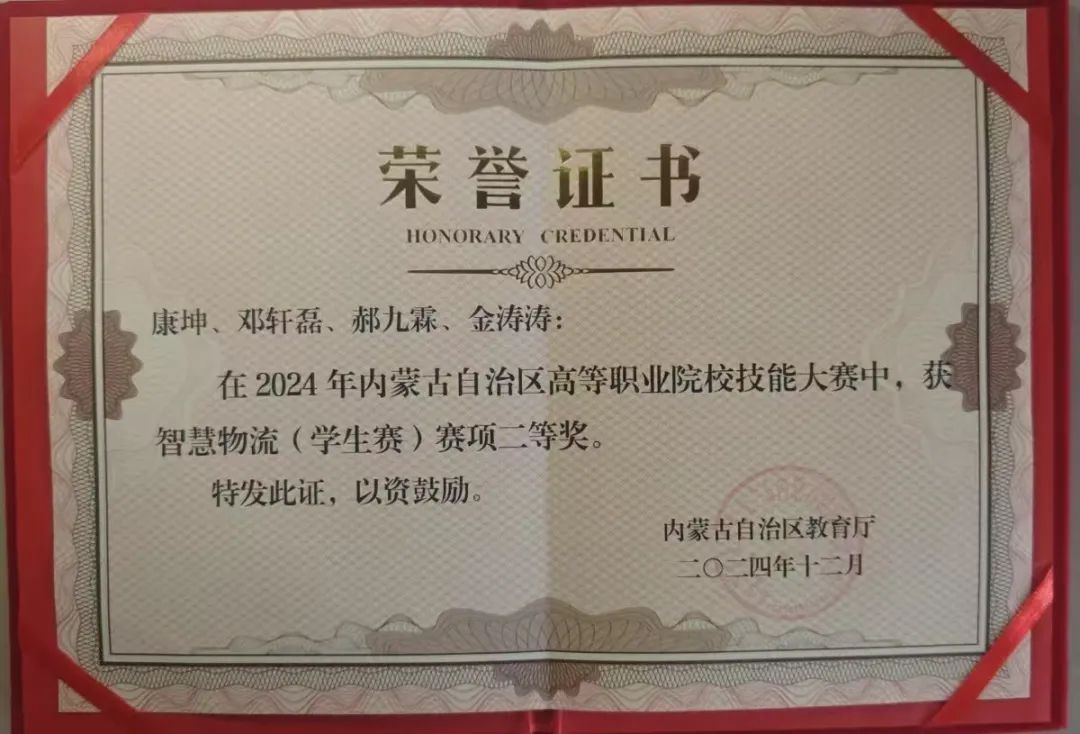 荣誉证书
HONORARY CREDENTIAL
康坤、邓轩磊、郝九霖、金涛涛：
在2024年内蒙古自治区高等职业院校技能大赛中，获
智慧物流（学生赛）赛项二等奖。
特发此证，以资鼓励。
内蒙古自治区教育厅
二〇二四年十二月